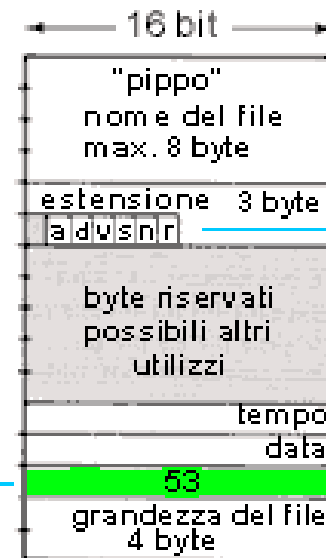 16 bit
"pippo"
nome del file
max. 8 byte
estensione 3 byte
a d v s n r
byte riservati
possibili altri
utilizzi
tempo
data
53
grandezza del file
4 byte